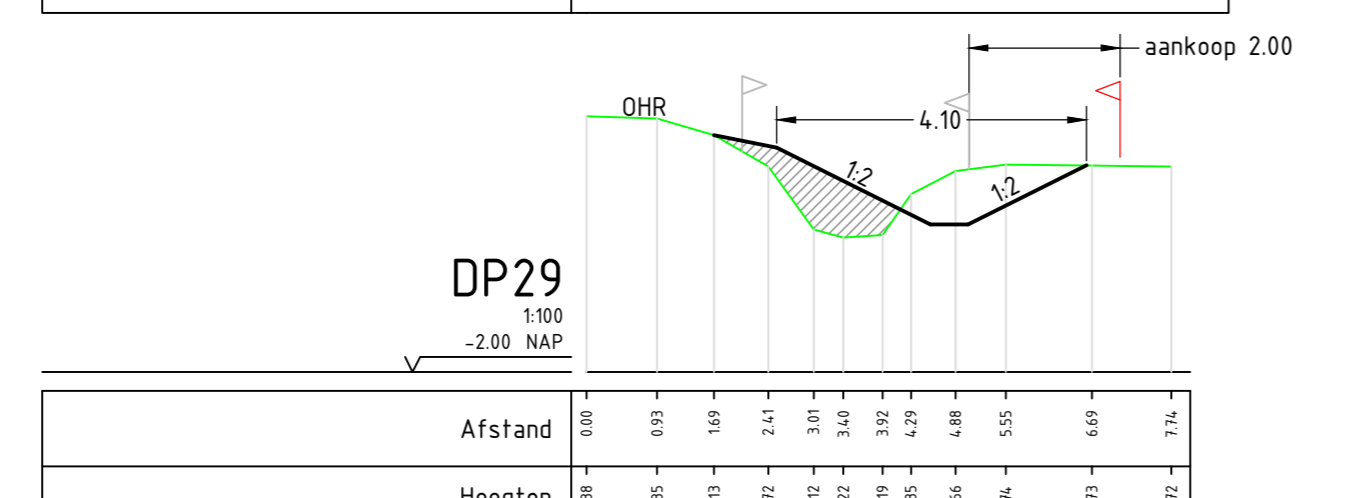 aankoop 2.00
OHR
4.10
1:2
1:2
DP29
1:100
-2.00 NAP
Afstand 0.00 0.93 1.69 2.41 3.01 3.40 3.92 4.29 4.88 5.55 6.69 7.74